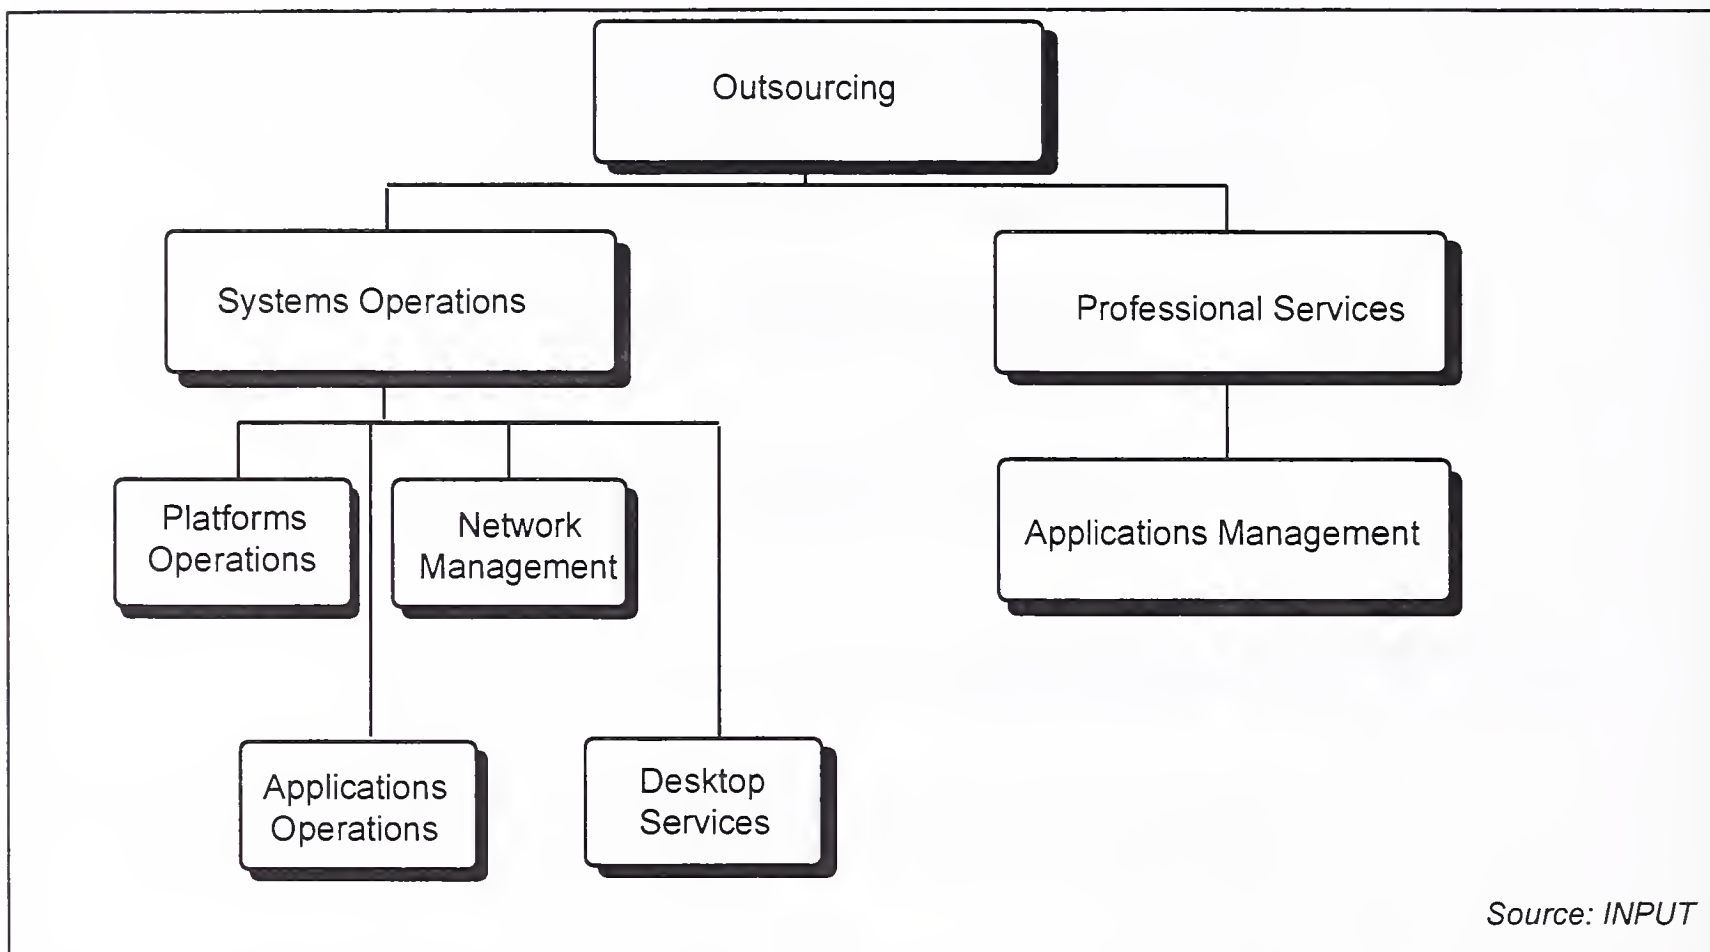 Outsourcing
Systems Operations
Professional Services
Platforms
Operations
Network
Management
Applications Management
Applications
Operations
Desktop
Services
Source: INPUT